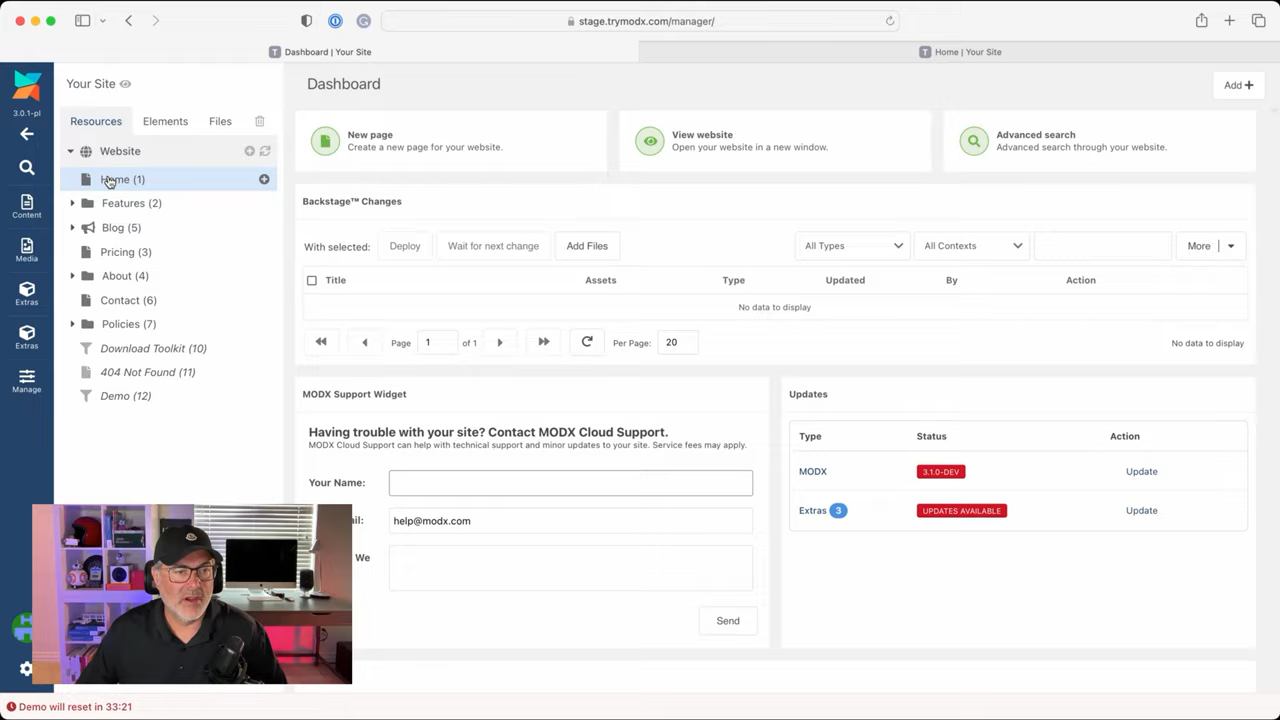 stage.trymodx.com/manager/
T Dashboard | Your Site
T Home | Your Site
3.0.1-pl
Your Site
Dashboard
Add +
Resources Elements Files
New page
Create a new page for your website.
View website
Open your website in a new window.
Advanced search
Advanced search through your website.
Website
Home (1)
Features (2)
Blog (5)
Pricing (3)
About (4)
Contact (6)
Policies (7)
Download Toolkit (10)
404 Not Found (11)
Demo (12)
Content
Media
Extras
Extras
Manage
Backstage™ Changes
With selected: Deploy Wait for next change Add Files All Types All Contexts More
Title Assets Type Updated By Action
No data to display
Page 1 of 1 Per Page: 20 No data to display
MODX Support Widget
Having trouble with your site? Contact MODX Cloud Support.
MODX Cloud Support can help with technical support and minor updates to your site. Service fees may apply.
Your Name:
help@modx.com
We
Send
Updates
Type Status Action
MODX 3.1.0-DEV Update
Extras 3 UPDATES AVAILABLE Update
Demo will reset in 33:21